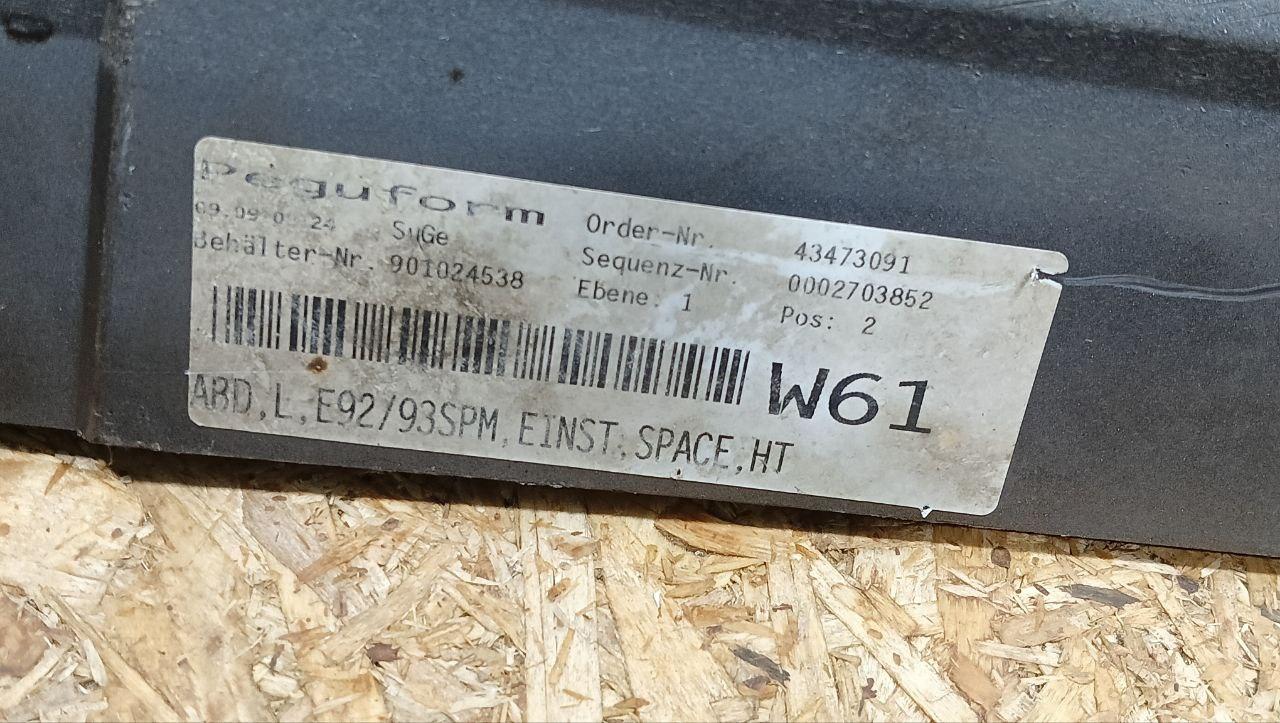 Peguform
SyGe
Order-Nr. 43473091
Behälter-Nr. 901024538
Sequenz-Nr. 0002703852
Ebene: 1
Pos: 2
W61
ABD,L,E92/93SPM,EINST.SPACE,HT